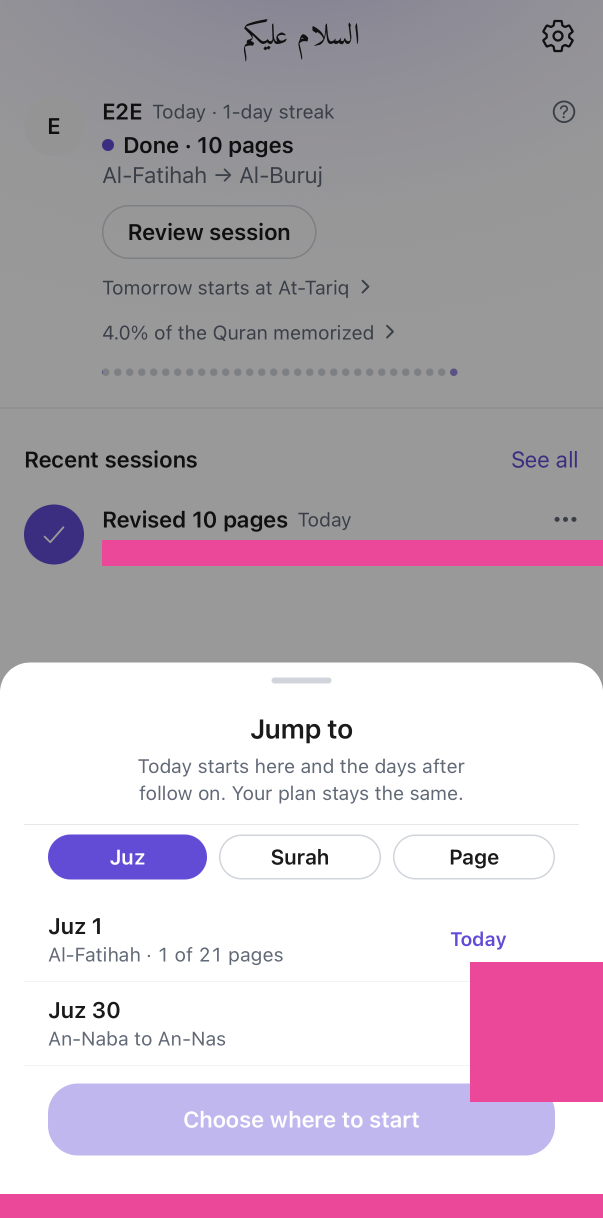 السلام عليكم
E
E2E Today · 1-day streak
Done · 10 pages
Al-Fatihah → Al-Buruj
Review session
Tomorrow starts at At-Tariq
4.0% of the Quran memorized
Recent sessions See all
Revised 10 pages Today
Jump to
Today starts here and the days after
follow on. Your plan stays the same.
Juz Surah Page
Juz 1
Al-Fatihah · 1 of 21 pages
Today
Juz 30
An-Naba to An-Nas
Choose where to start